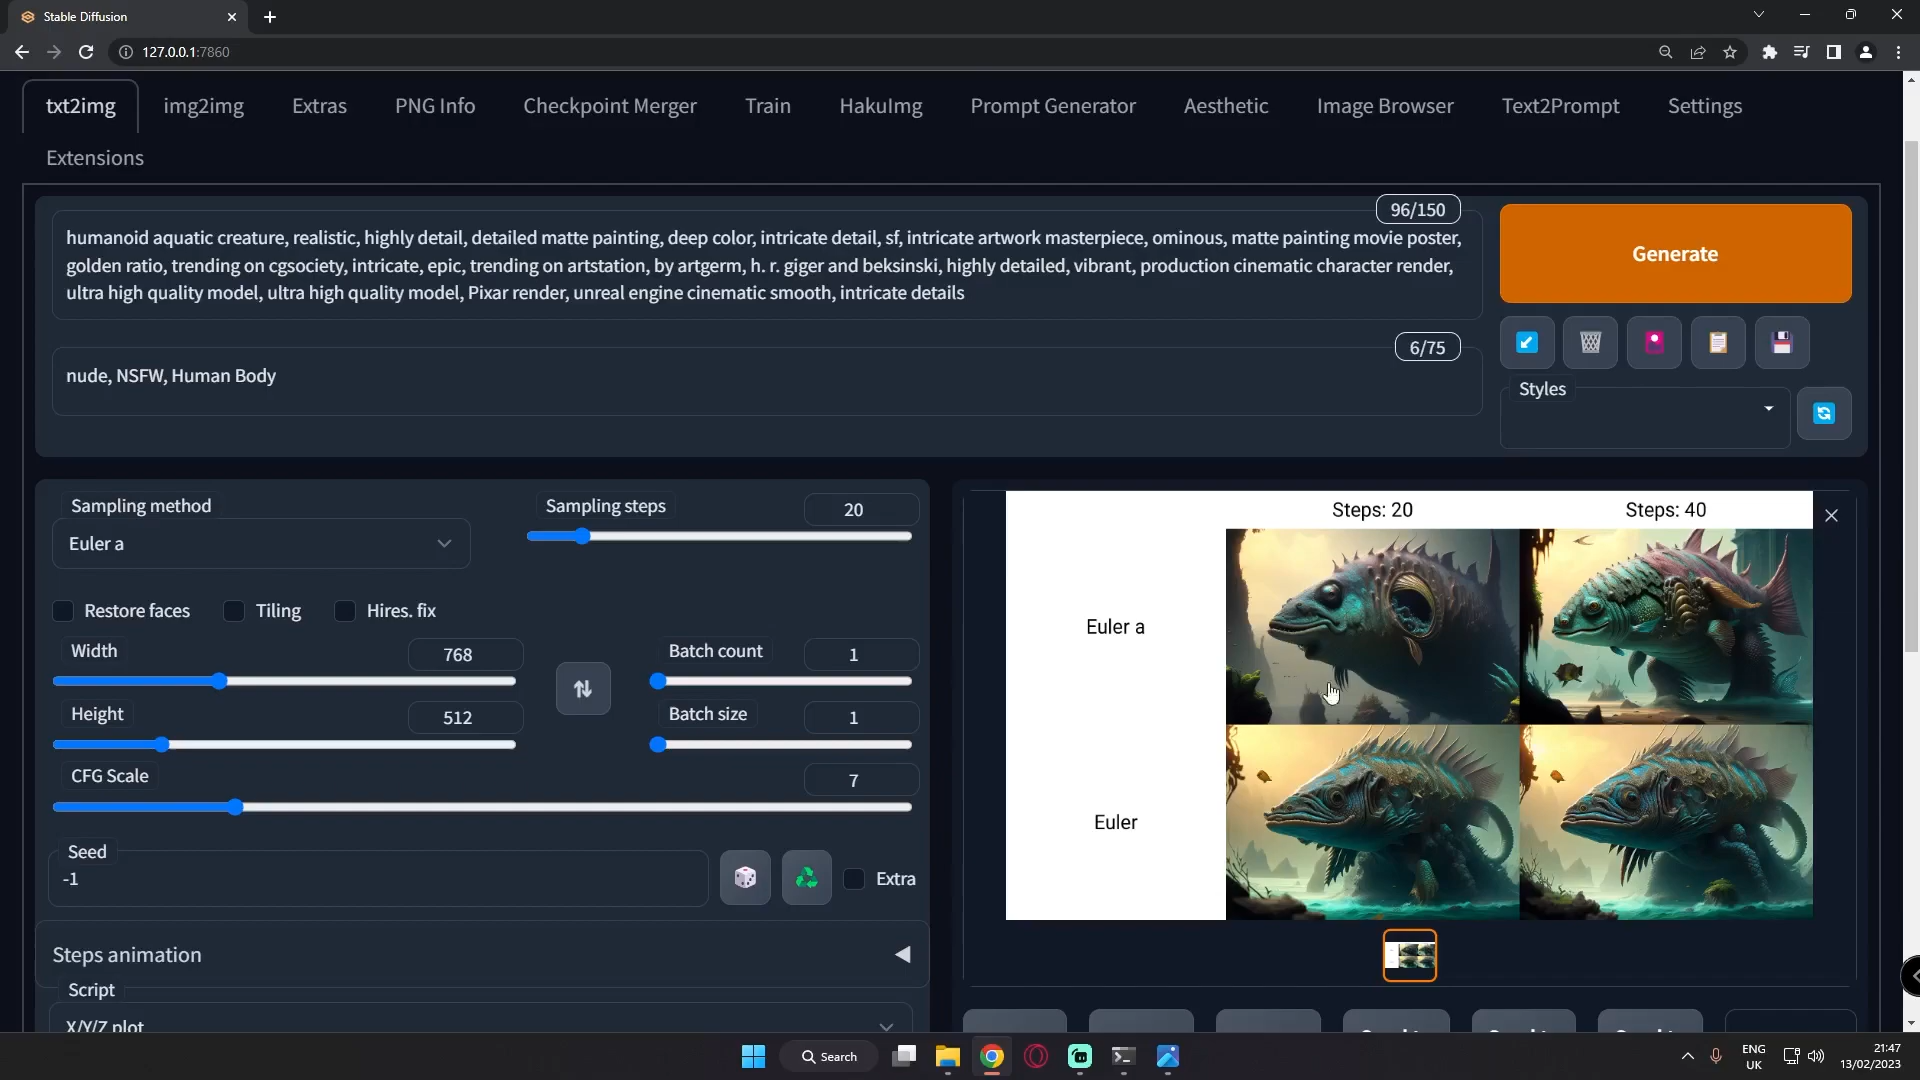 Stable Diffusion
127.0.0.1:7860
txt2img
img2img
Extras
PNG Info
Checkpoint Merger
Train
HakuImg
Prompt Generator
Aesthetic
Image Browser
Text2Prompt
Settings
Extensions
96/150
humanoid aquatic creature, realistic, highly detail, detailed matte painting, deep color, intricate detail, sf, intricate artwork masterpiece, ominous, matte painting movie poster,
golden ratio, trending on cgsociety, intricate, epic, trending on artstation, by artgerm, h. r. giger and beksinski, highly detailed, vibrant, production cinematic character render,
ultra high quality model, ultra high quality model, Pixar render, unreal engine cinematic smooth, intricate details
Generate
6/75
nude, NSFW, Human Body
Styles
Sampling method
Euler a
Sampling steps
20
Restore faces
Tiling
Hires. fix
Width
768
Height
512
Batch count
1
Batch size
1
CFG Scale
7
Seed
-1
Extra
Steps animation
Script
X/Y/Z plot
Steps: 20
Steps: 40
Euler a
Euler
Search
ENG
UK
21:47
13/02/2023